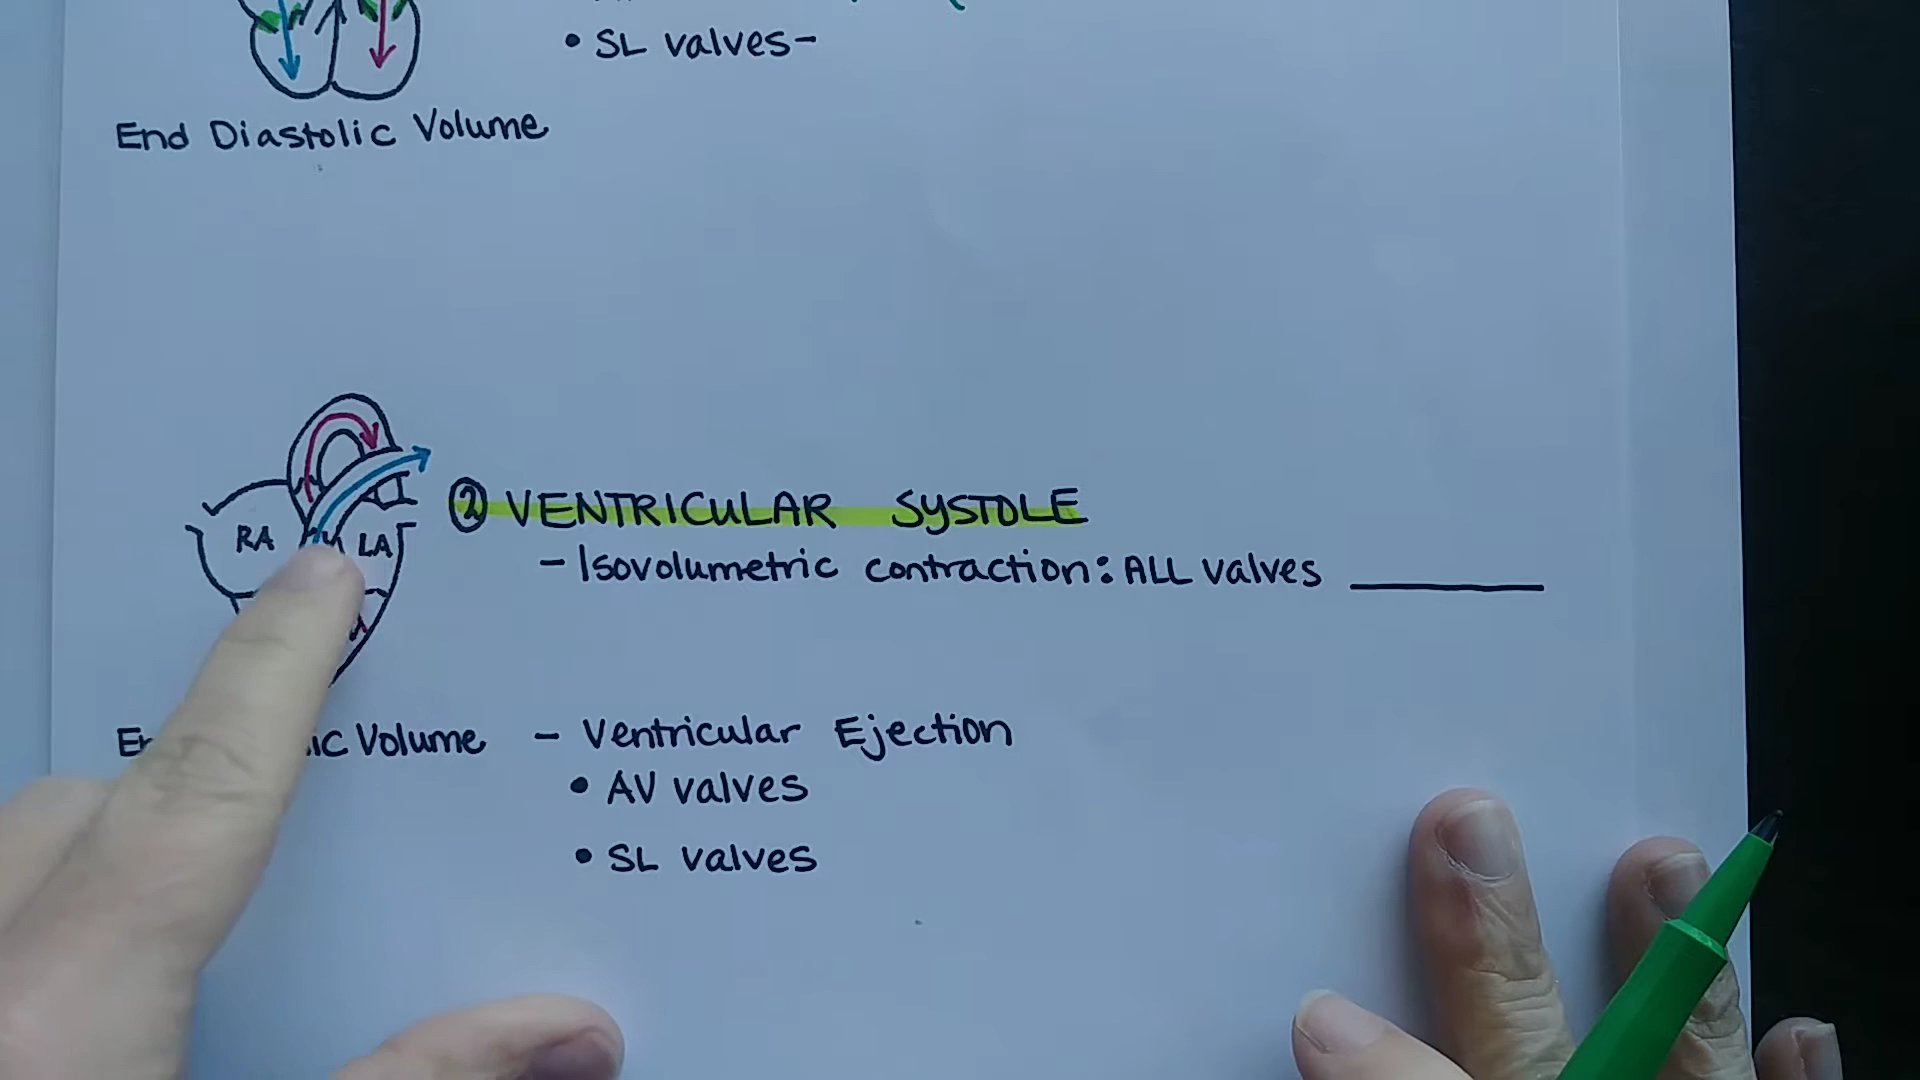 • SL valves-
End Diastolic Volume
RA
LA
② VENTRICULAR SYSTOLE
- Isovolumetric contraction: ALL valves ________
ic Volume
- Ventricular Ejection
• AV valves
• SL valves